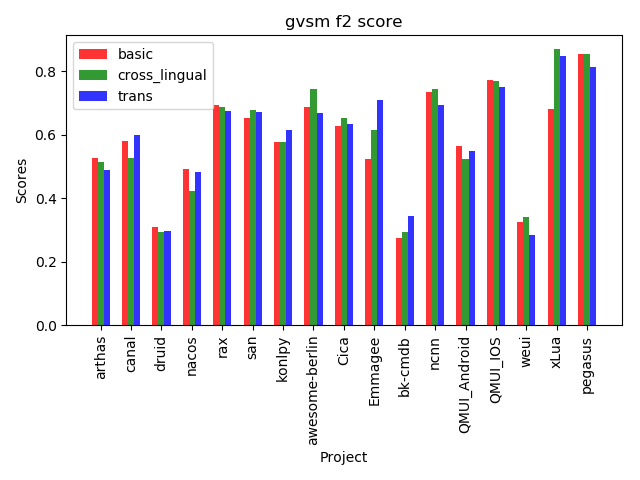 gvsm f2 score
basic
cross_lingual
trans
Scores
0.8
0.6
0.4
0.2
0.0
arthas
canal
druid
nacos
rax
san
konlpy
awesome-berlin
Cica
Emmagee
bk-cmdb
ncnn
QMUI_Android
QMUI_IOS
weui
xLua
pegasus
Project